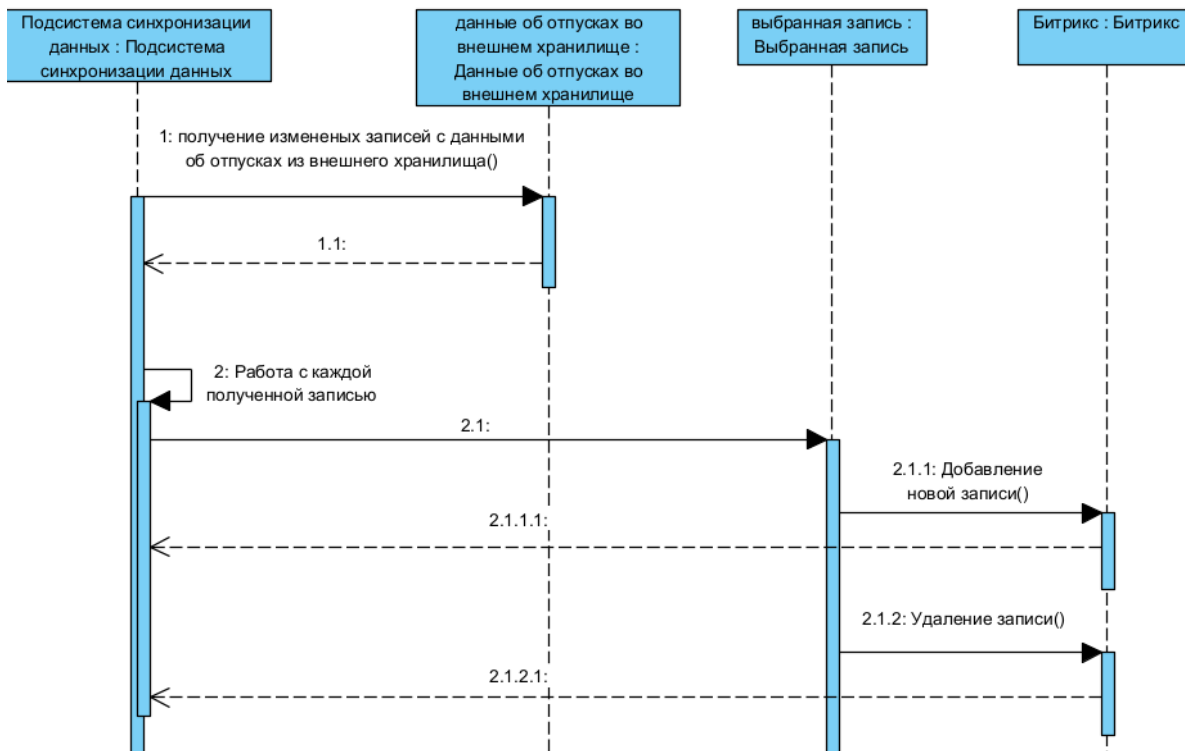 Подсистема синхронизации
данных : Подсистема
синхронизации данных
данные об отпусках во
внешнем хранилище :
Данные об отпусках во
внешнем хранилище
выбранная запись :
Выбранная запись
Битрикс : Битрикс
1: получение измененых записей с данными
об отпусках из внешнего хранилища()
1.1:
2: Работа с каждой
полученной записью
2.1:
2.1.1: Добавление
новой записи()
2.1.1.1:
2.1.2: Удаление записи()
2.1.2.1: